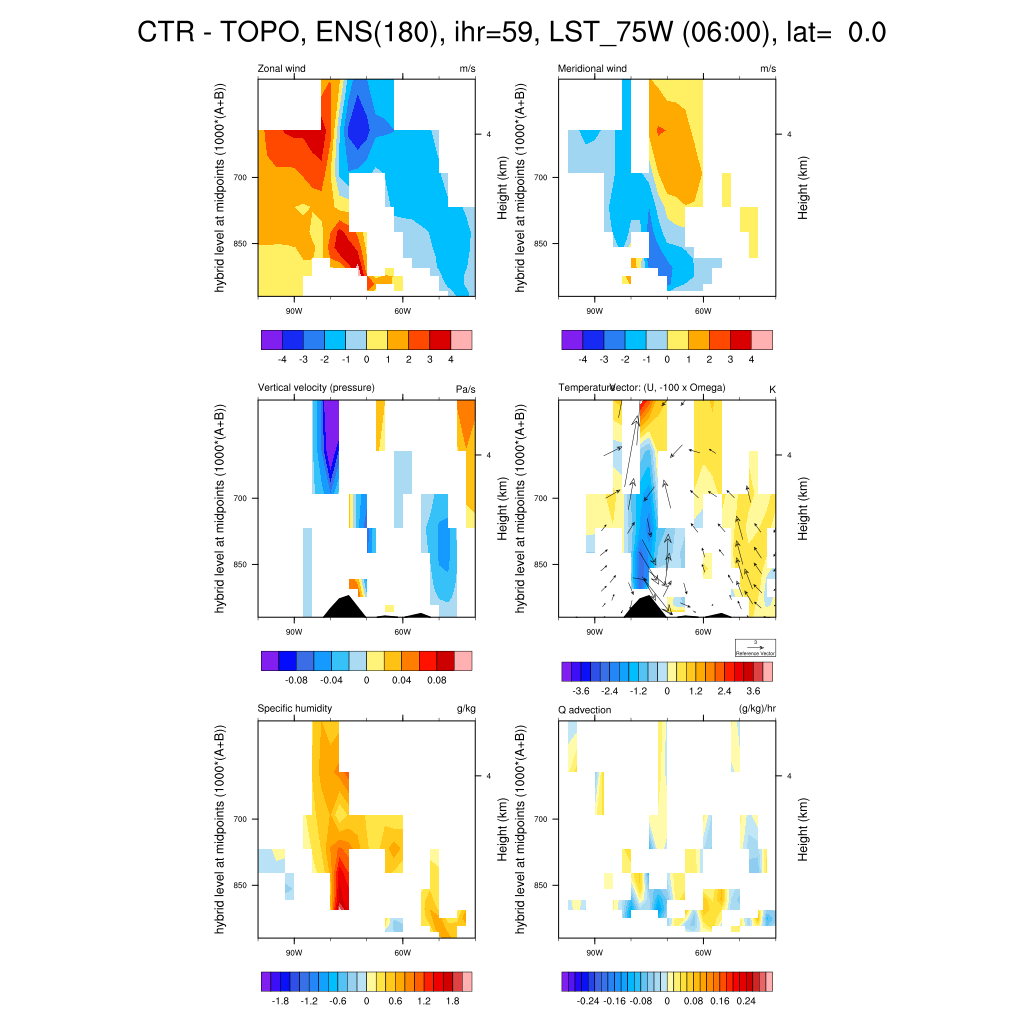 CTR - TOPO, ENS(180), ihr=59, LST_75W (06:00), lat= 0.0
Zonal wind m/s
hybrid level at midpoints (1000*(A+B))
700
850
4
Height (km)
90W 60W
-4 -3 -2 -1 0 1 2 3 4
Meridional wind m/s
hybrid level at midpoints (1000*(A+B))
700
850
4
Height (km)
90W 60W
-4 -3 -2 -1 0 1 2 3 4
Vertical velocity (pressure) Pa/s
hybrid level at midpoints (1000*(A+B))
700
850
4
Height (km)
90W 60W
-0.08 -0.04 0 0.04 0.08
Temperature Vector: (U, -100 x Omega) K
hybrid level at midpoints (1000*(A+B))
700
850
4
Height (km)
90W 60W
3
Reference Vector
-3.6 -2.4 -1.2 0 1.2 2.4 3.6
Specific humidity g/kg
hybrid level at midpoints (1000*(A+B))
700
850
4
Height (km)
90W 60W
-1.8 -1.2 -0.6 0 0.6 1.2 1.8
Q advection (g/kg)/hr
hybrid level at midpoints (1000*(A+B))
700
850
4
Height (km)
90W 60W
-0.24 -0.16 -0.08 0 0.08 0.16 0.24